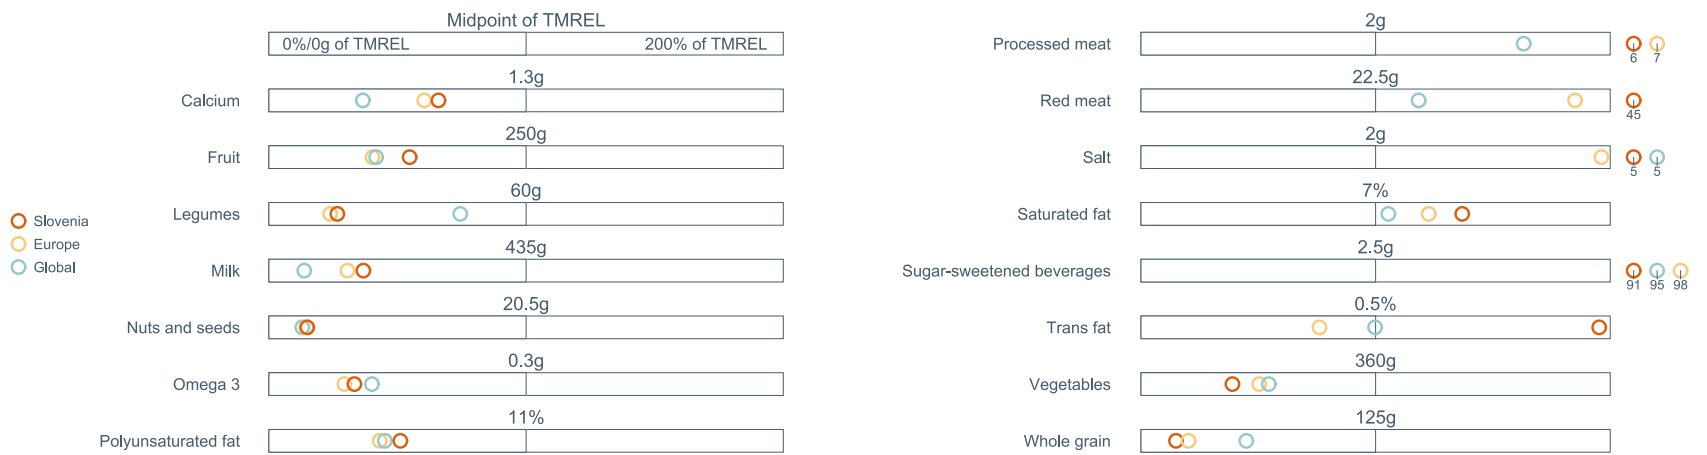 Midpoint of TMREL
0%/0g of TMREL
200% of TMREL
1.3g
Calcium
250g
Fruit
60g
Legumes
435g
Milk
20.5g
Nuts and seeds
0.3g
Omega 3
11%
Polyunsaturated fat
Slovenia
Europe
Global
2g
Processed meat
6 7
22.5g
Red meat
45
2g
Salt
5 5
7%
Saturated fat
2.5g
Sugar-sweetened beverages
91 95 98
0.5%
Trans fat
360g
Vegetables
125g
Whole grain